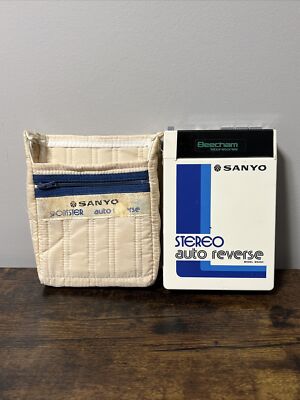 SANYO
SPORTSTER auto reverse
Beecham
SANYO
STEREO
auto reverse